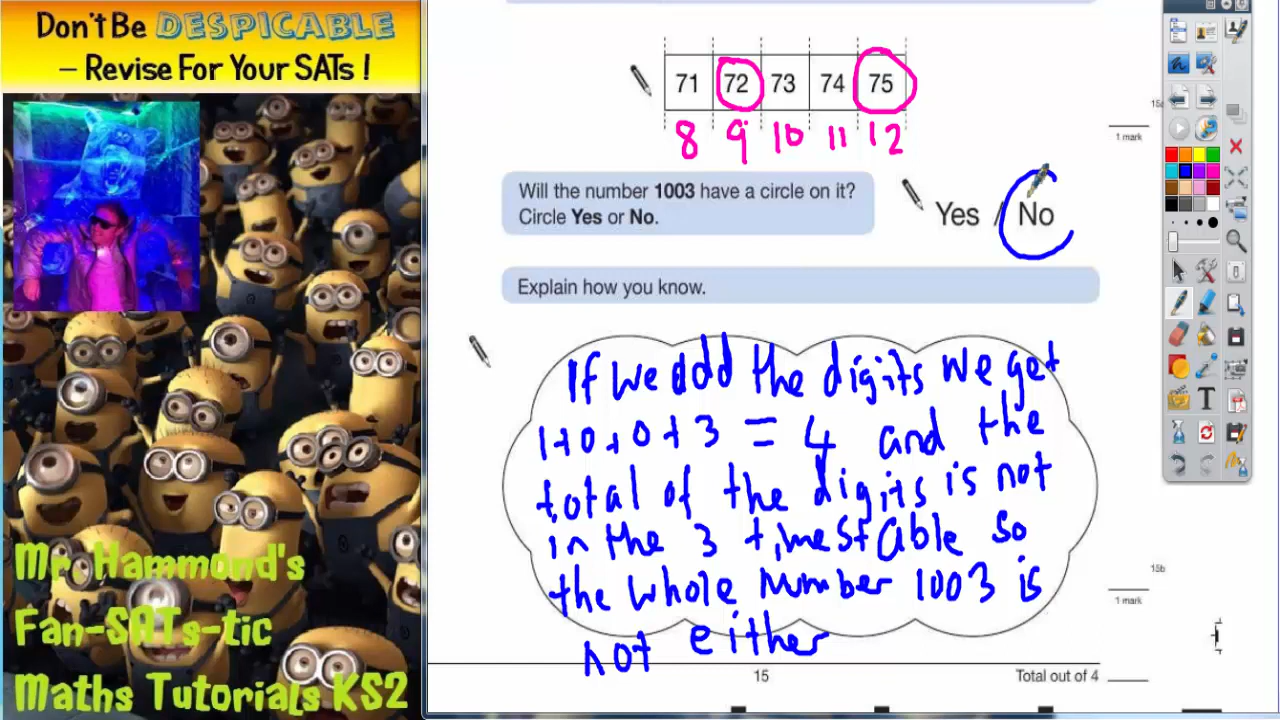 Don't Be DESPICABLE
– Revise For Your SATs !
71 72 73 74 75
8 9 10 11 12
1 mark
Will the number 1003 have a circle on it?
Circle Yes or No.
Yes / No
Explain how you know.
If we add the digits we get
1+0+0+3 = 4 and the
total of the digits is not
in the 3 timestable so
the whole number 1003 is
not either
15b
1 mark
15
Total out of 4
Mr Hammond's
Fan-SATs-tic
Maths Tutorials KS2